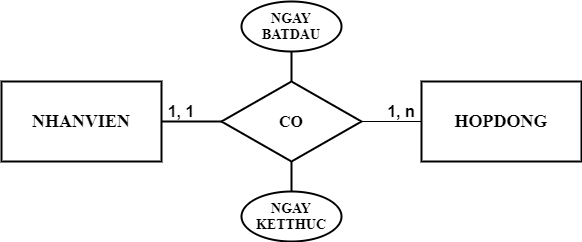 NGAY
BATDAU
NHANVIEN
1, 1
CO
1, n
HOPDONG
NGAY
KETTHUC